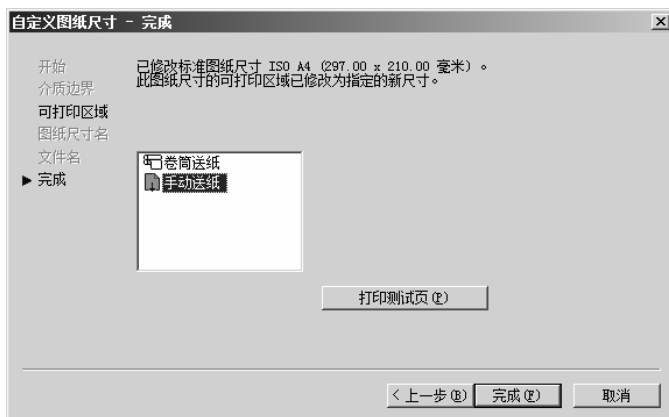 自定义图纸尺寸 - 完成
开始
介质边界
可打印区域
图纸尺寸名
文件名
完成
已修改标准图纸尺寸 ISO A4 (297.00 x 210.00 毫米) 。
此图纸尺寸的可打印区域已修改为指定的新尺寸。
卷筒送纸
手动送纸
打印测试页(P)
< 上一步(B)
完成(F)
取消